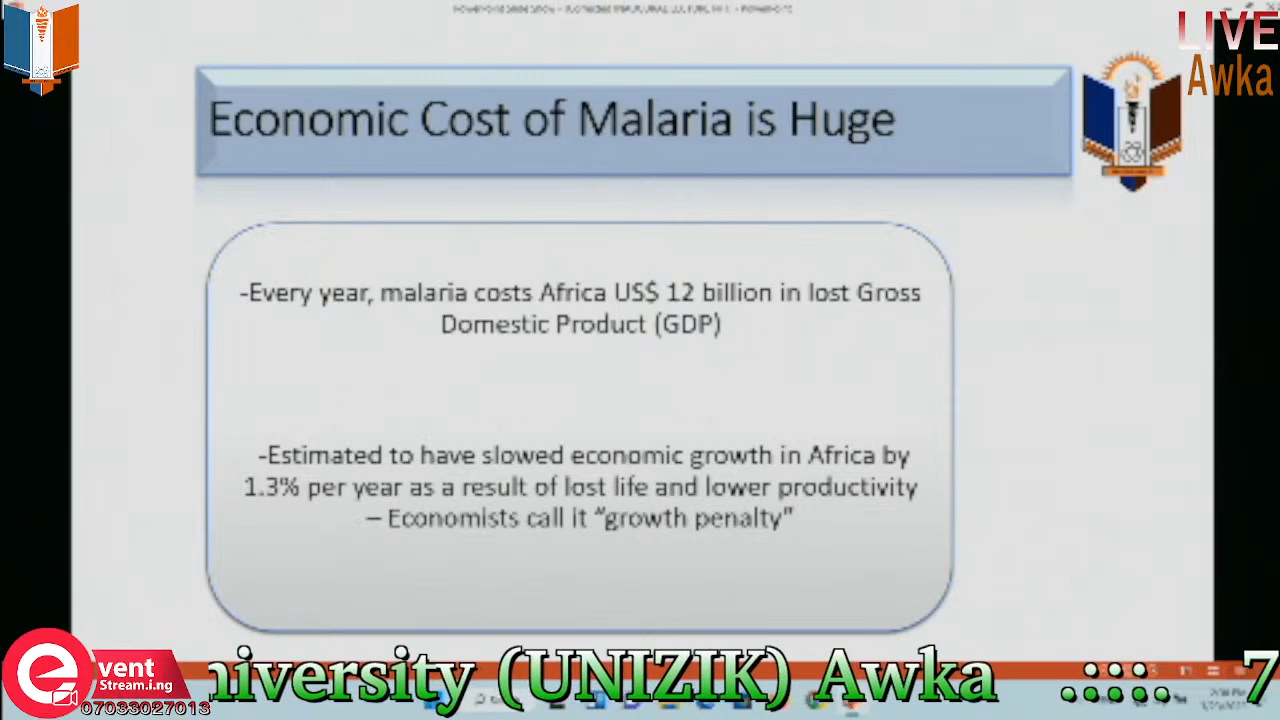 LIVE
Awka
Economic Cost of Malaria is Huge
-Every year, malaria costs Africa US$ 12 billion in lost Gross
Domestic Product (GDP)
-Estimated to have slowed economic growth in Africa by
1.3% per year as a result of lost life and lower productivity
– Economists call it “growth penalty”
event
Stream.i.ng
07033027013
niversity (UNIZIK) Awka
7